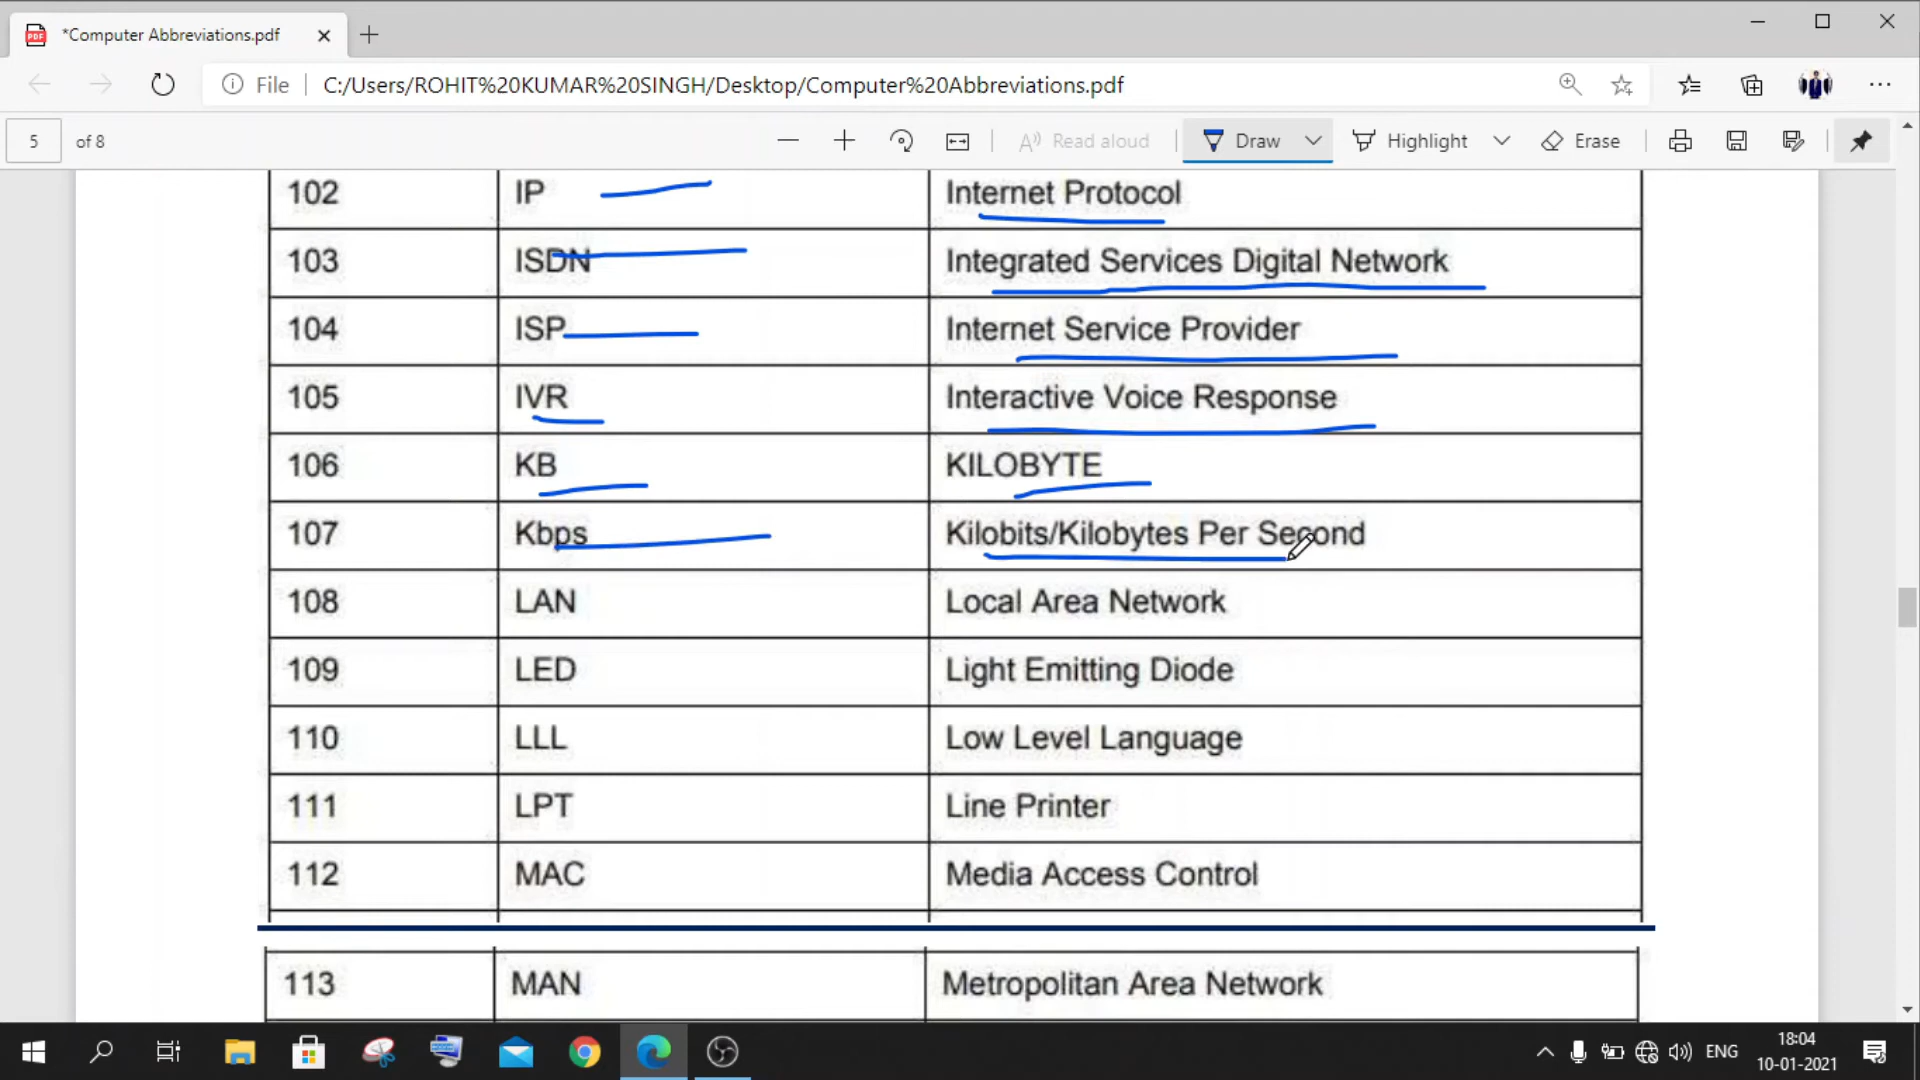 *Computer Abbreviations.pdf
File C:/Users/ROHIT%20KUMAR%20SINGH/Desktop/Computer%20Abbreviations.pdf
5 of 8 Read aloud Draw Highlight Erase
102 IP Internet Protocol
103 ISDN Integrated Services Digital Network
104 ISP Internet Service Provider
105 IVR Interactive Voice Response
106 KB KILOBYTE
107 Kbps Kilobits/Kilobytes Per Second
108 LAN Local Area Network
109 LED Light Emitting Diode
110 LLL Low Level Language
111 LPT Line Printer
112 MAC Media Access Control
113 MAN Metropolitan Area Network
ENG 18:04
10-01-2021